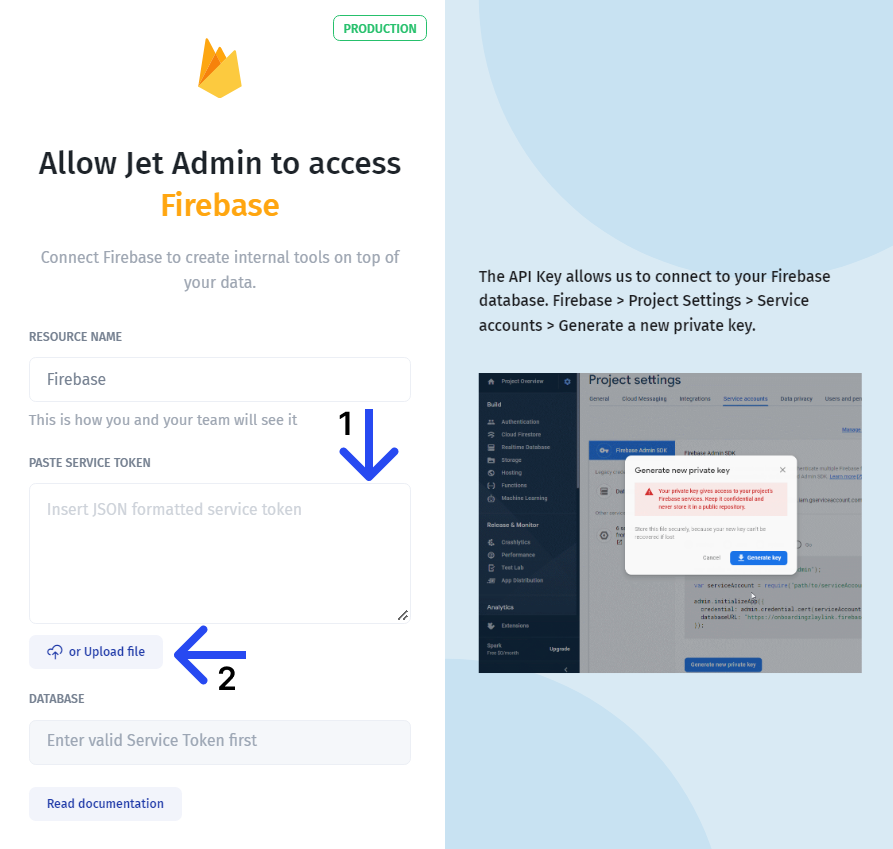 PRODUCTION
Allow Jet Admin to access
Firebase
Connect Firebase to create internal tools on top of
your data.
RESOURCE NAME
Firebase
This is how you and your team will see it
1
PASTE SERVICE TOKEN
Insert JSON formatted service token
or Upload file
2
DATABASE
Enter valid Service Token first
Read documentation
The API Key allows us to connect to your Firebase
database. Firebase > Project Settings > Service
accounts > Generate a new private key.
Project Overview
Project settings
General Cloud Messaging Integrations Service accounts Data privacy Users and
Build
Manage
Authentication
Cloud Firestore
Realtime Database
Storage
Hosting
Functions
Machine Learning
Release & Monitor
Crashlytics
Performance
Test Lab
App Distribution
Analytics
Extensions
Spark
Free $0/month
Upgrade
Firebase Admin SDK
Firebase Admin SDK
Generate new private key
Your private key gives access to your project's
Firebase services. Keep it confidential and
never store it in a public repository.
Store this file securely, because your new key can't be
recovered if lost
Cancel
Generate key
Go
var serviceAccount = require("path/to/serviceAccou
admin.initializeApp({
credential: admin.credential.cert(serviceAccount
databaseURL: "https://onboardingplaylink.firebas
});
Generate new private key